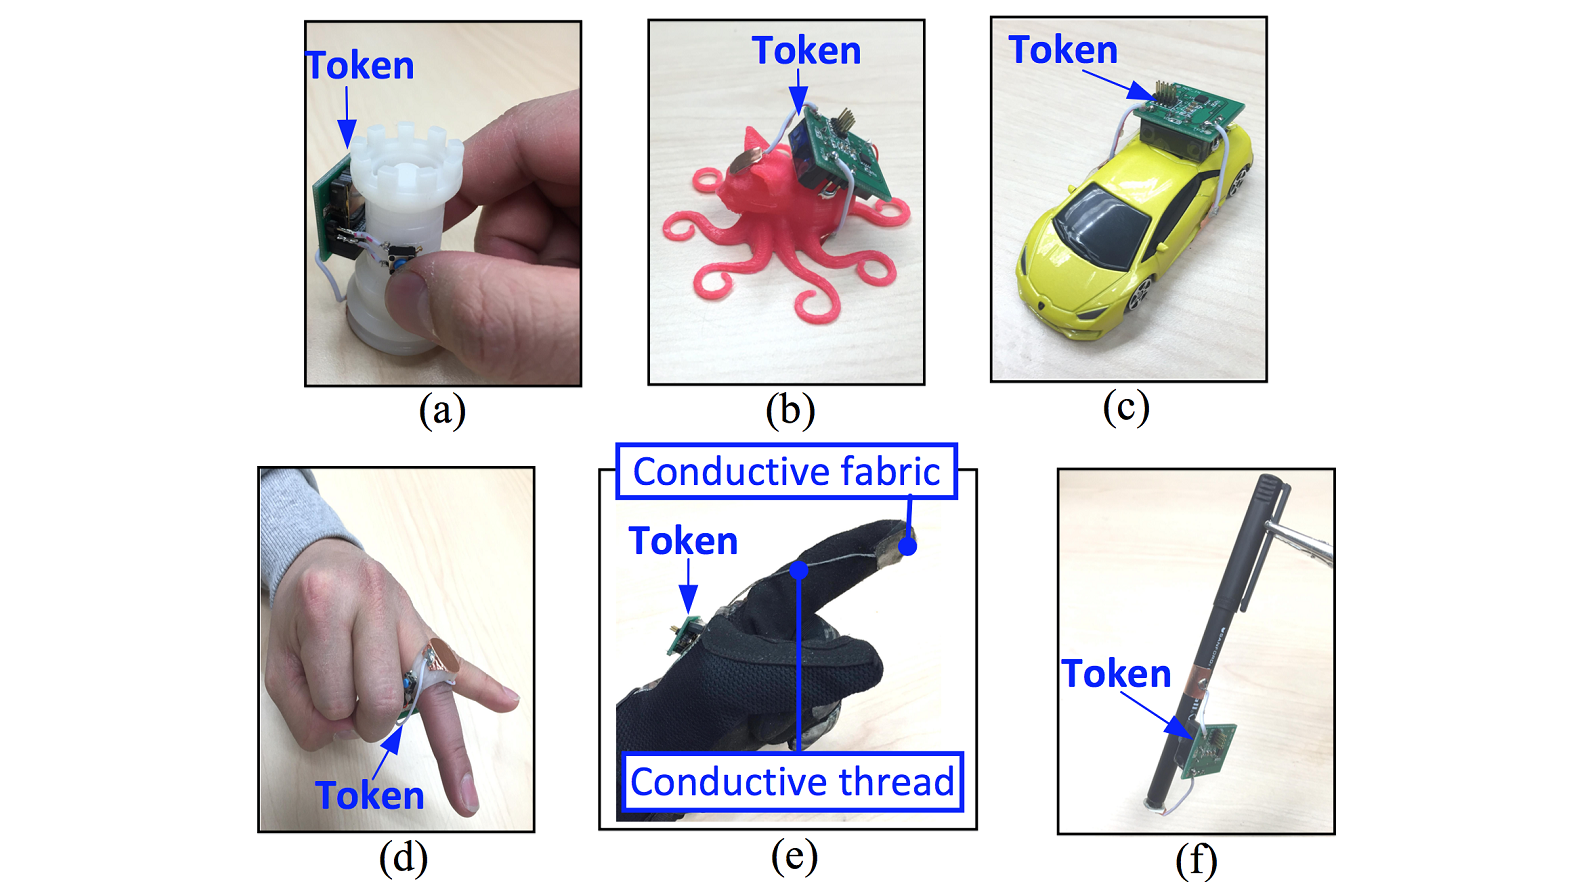 Token
Token
Token
(a)
(b)
(c)
Conductive fabric
Token
Token
Token
Conductive thread
(d)
(e)
(f)